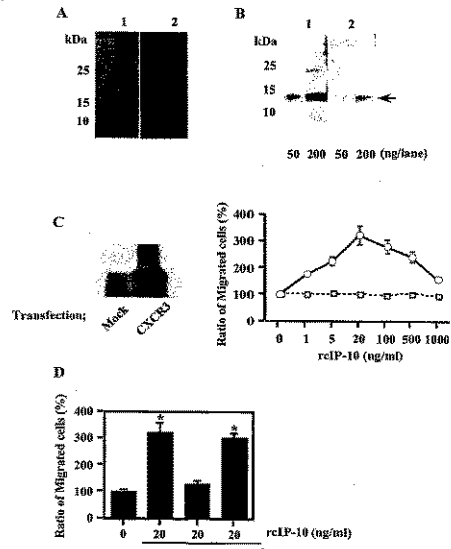 A
B
1 2
kDa
25
15
10
1 2
kDa
25
15
10
50 200 50 200 (ng/lane)
C
Transfection;
Mock
CXCR3
Ratio of Migrated cells (%)
400
300
200
100
0
0 1 5 20 100 500 1000
rcIP-10 (ng/ml)
D
Ratio of Migrated cells (%)
400
300
200
100
0
* *
0 20 20 20 rcIP-10 (ng/ml)